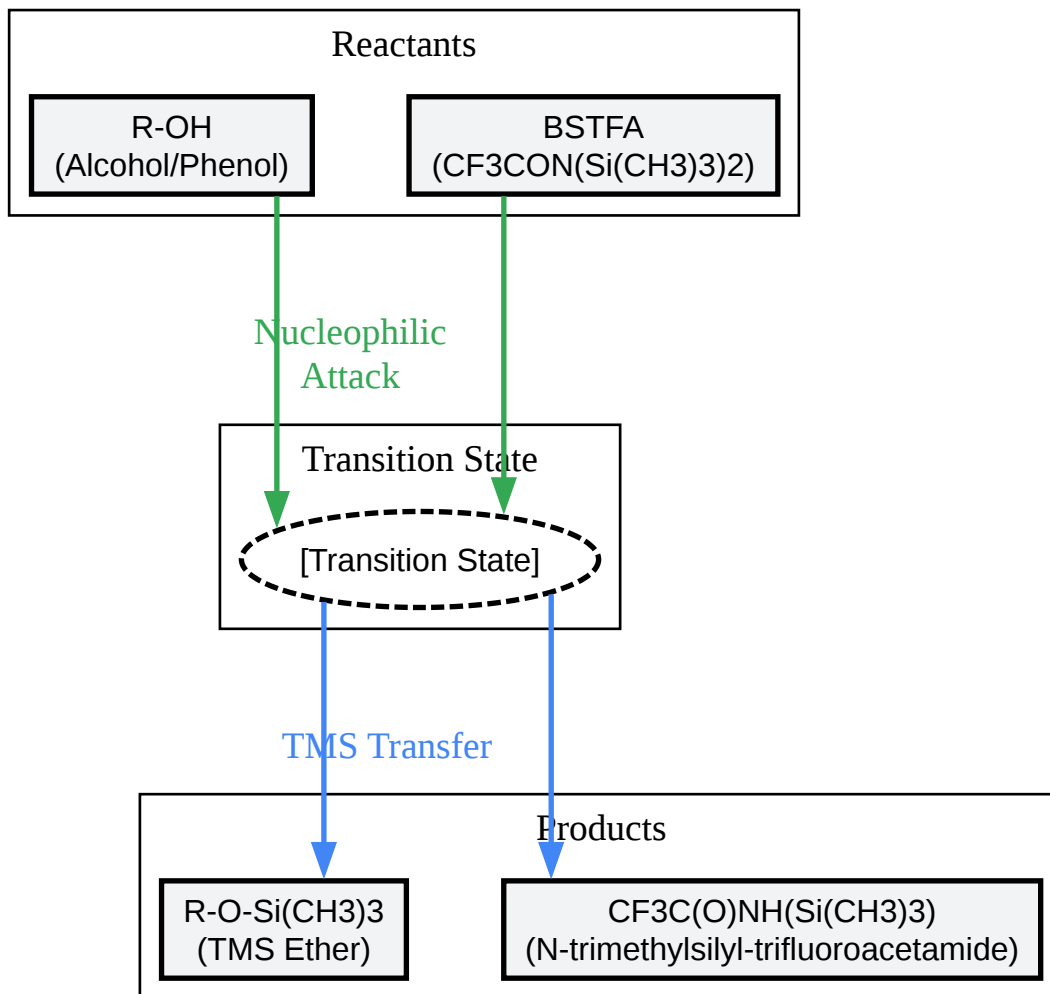 Reactants
R-OH
(Alcohol/Phenol)
BSTFA
(CF3CON(Si(CH3)3)2)
Nucleophilic
Attack
Transition State
[Transition State]
TMS Transfer
Products
R-O-Si(CH3)3
(TMS Ether)
CF3C(O)NH(Si(CH3)3)
(N-trimethylsilyl-trifluoroacetamide)